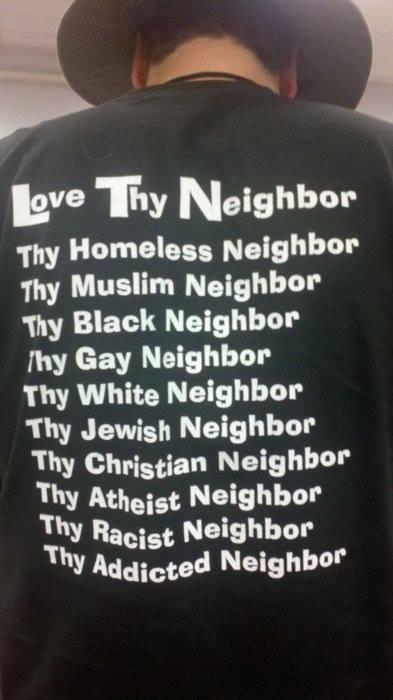 Love Thy Neighbor
Thy Homeless Neighbor
Thy Muslim Neighbor
Thy Black Neighbor
Thy Gay Neighbor
Thy White Neighbor
Thy Jewish Neighbor
Thy Christian Neighbor
Thy Atheist Neighbor
Thy Racist Neighbor
Thy Addicted Neighbor